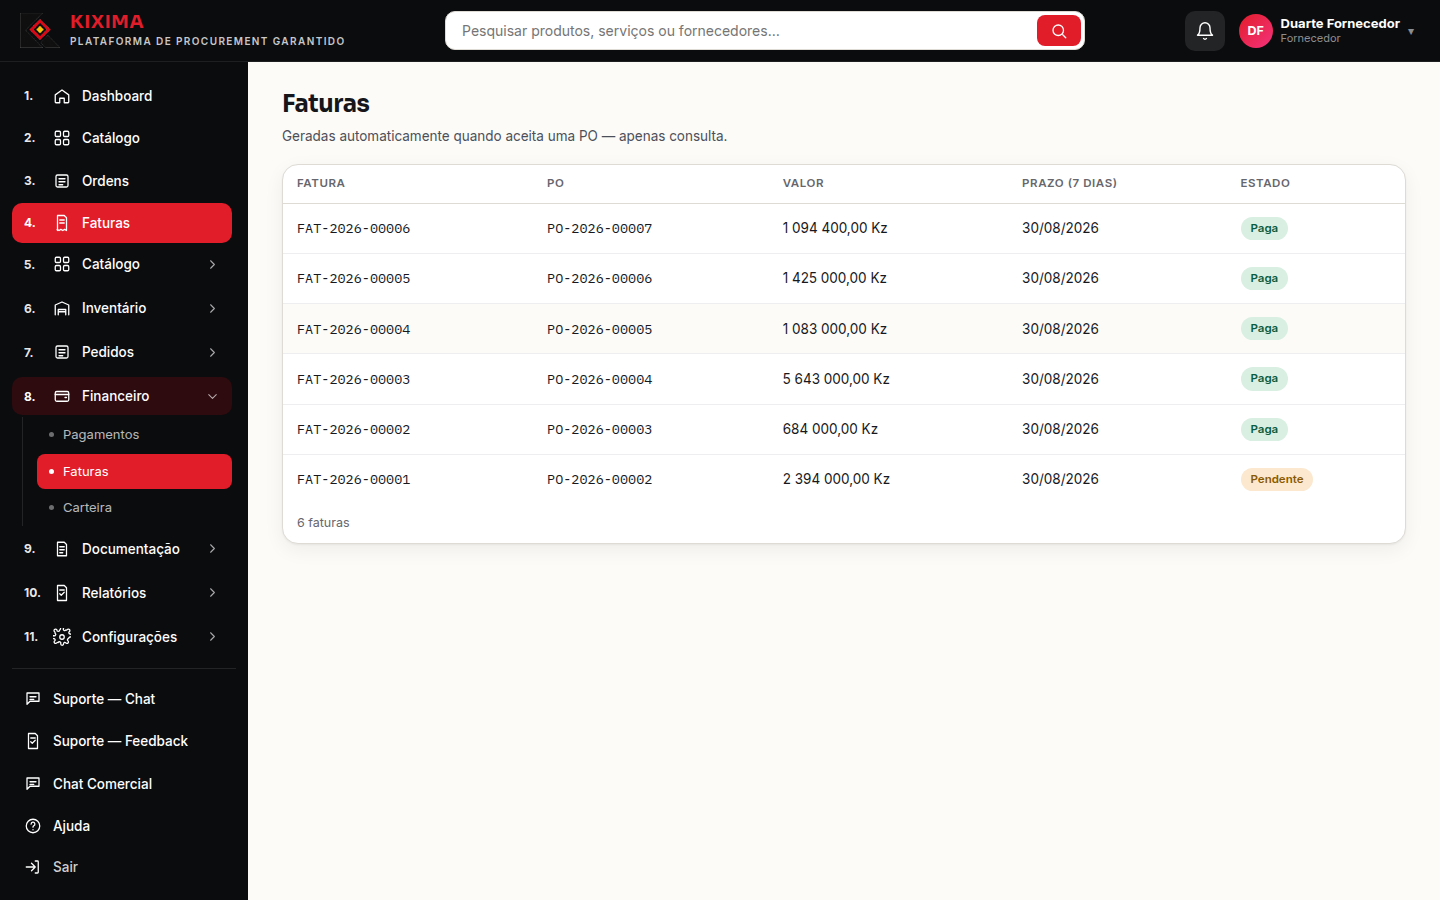 KIXIMA
PLATAFORMA DE PROCUREMENT GARANTIDO
Pesquisar produtos, serviços ou fornecedores...
DF
Duarte Fornecedor
Fornecedor
1. Dashboard
2. Catálogo
3. Ordens
4. Faturas
5. Catálogo
6. Inventário
7. Pedidos
8. Financeiro
Pagamentos
Faturas
Carteira
9. Documentação
10. Relatórios
11. Configurações
Suporte — Chat
Suporte — Feedback
Chat Comercial
Ajuda
Sair
Faturas
Geradas automaticamente quando aceita uma PO — apenas consulta.
FATURA PO VALOR PRAZO (7 DIAS) ESTADO
FAT-2026-00006 PO-2026-00007 1 094 400,00 Kz 30/08/2026 Paga
FAT-2026-00005 PO-2026-00006 1 425 000,00 Kz 30/08/2026 Paga
FAT-2026-00004 PO-2026-00005 1 083 000,00 Kz 30/08/2026 Paga
FAT-2026-00003 PO-2026-00004 5 643 000,00 Kz 30/08/2026 Paga
FAT-2026-00002 PO-2026-00003 684 000,00 Kz 30/08/2026 Paga
FAT-2026-00001 PO-2026-00002 2 394 000,00 Kz 30/08/2026 Pendente
6 faturas